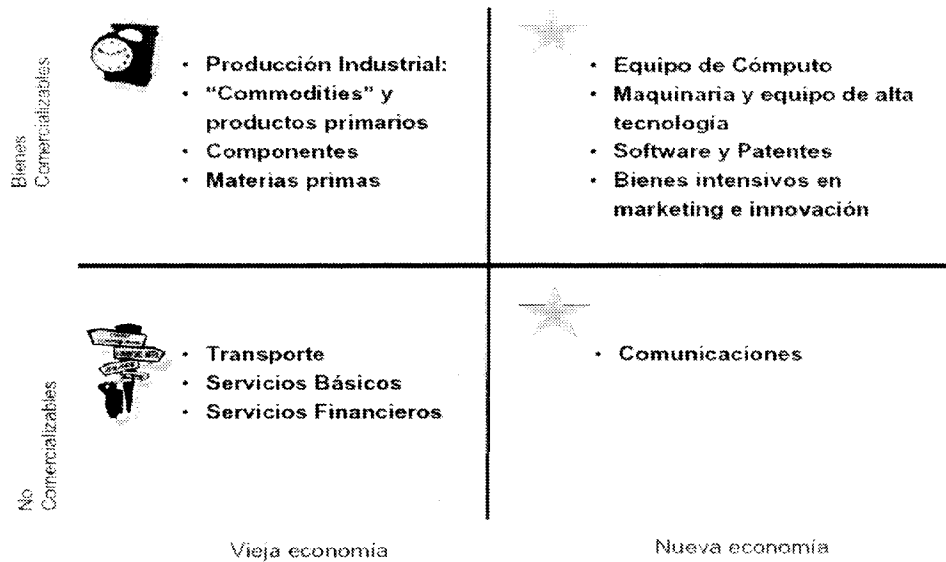 Bienes
Comercializables
• Producción Industrial:
• “Commodities” y
productos primarios
• Componentes
• Materias primas
• Equipo de Cómputo
• Maquinaria y equipo de alta
tecnología
• Software y Patentes
• Bienes intensivos en
marketing e innovación
No
Comercializables
• Transporte
• Servicios Básicos
• Servicios Financieros
• Comunicaciones
Vieja economía
Nueva economía